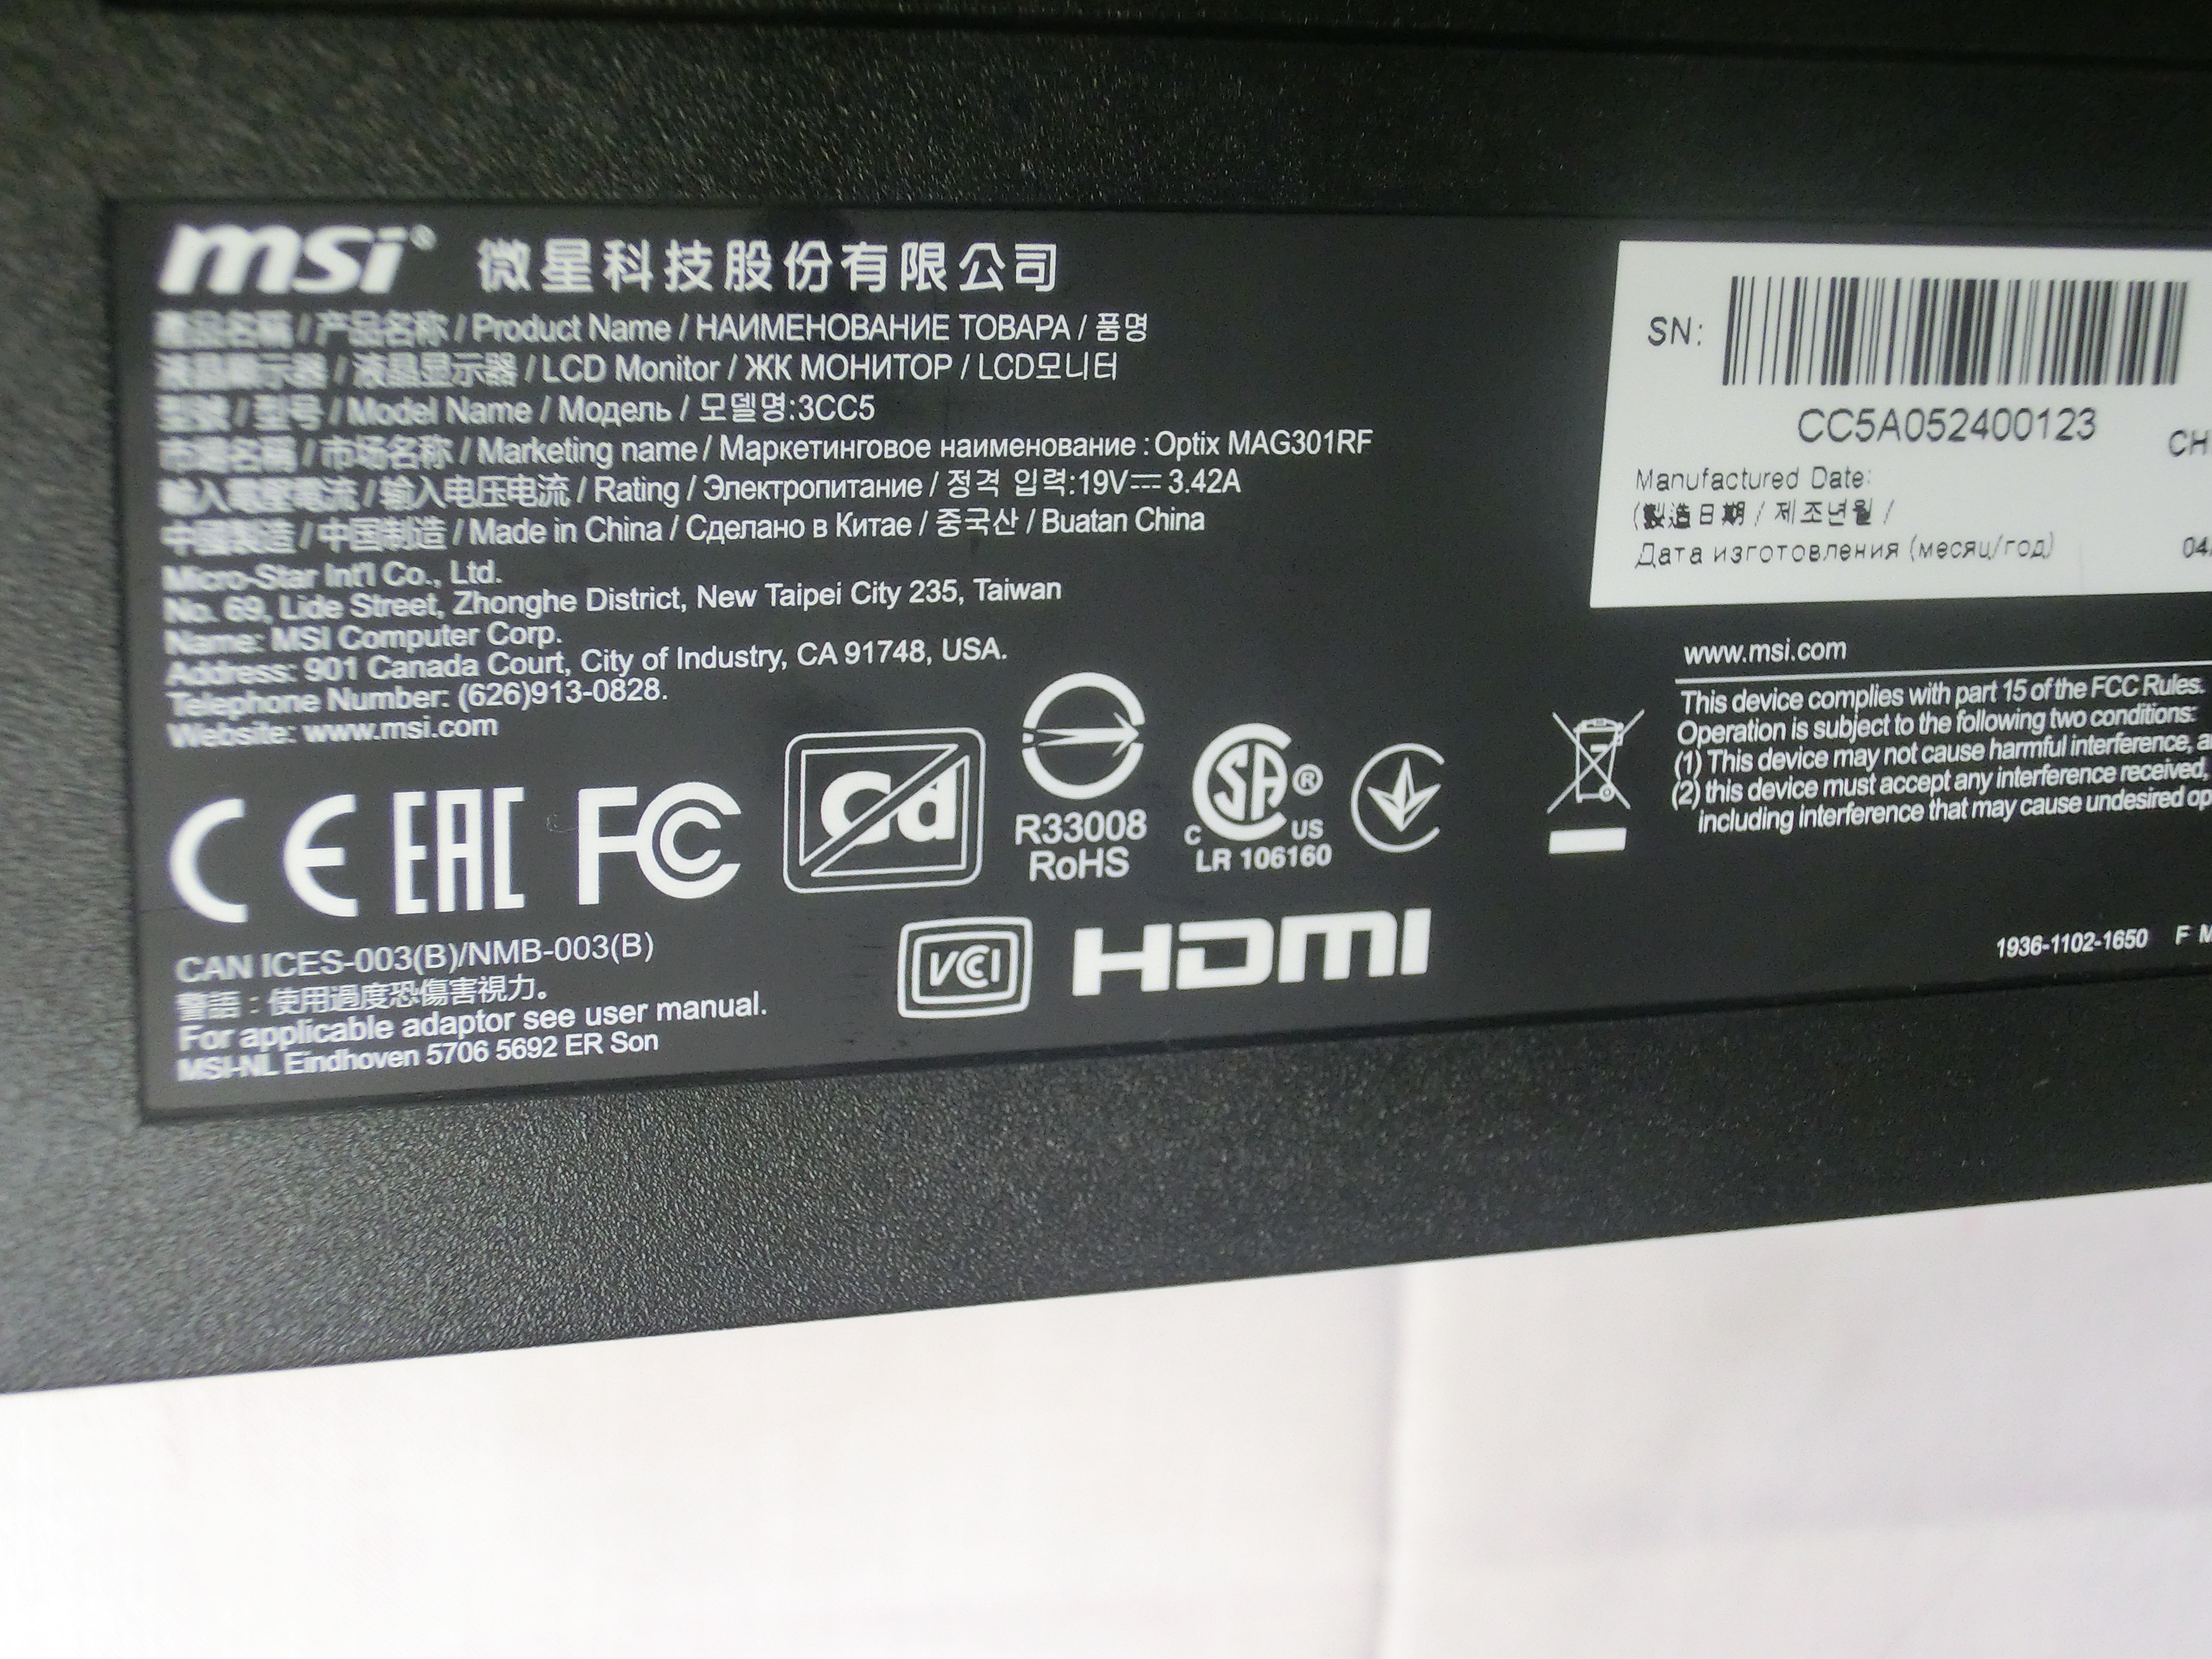 msi® 微星科技股份有限公司
產品名稱 / 产品名称 / Product Name / НАИМЕНОВАНИЕ ТОВАРА / 품명
液晶顯示器 / 液晶显示器 / LCD Monitor / ЖК МОНИТОР / LCD모니터
型號 / 型号 / Model Name / Модель / 모델명:3CC5
市場名稱 / 市场名称 / Marketing name / Маркетинговое наименование : Optix MAG301RF
輸入電壓電流 / 输入电压电流 / Rating / Электропитание / 정격 입력:19V⎓ 3.42A
中國製造 / 中国制造 / Made in China / Сделано в Китае / 중국산 / Buatan China
Micro-Star Int'l Co., Ltd.
No. 69, Lide Street, Zhonghe District, New Taipei City 235, Taiwan
Name: MSI Computer Corp.
Address: 901 Canada Court, City of Industry, CA 91748, USA.
Telephone Number: (626)913-0828.
Website: www.msi.com
CE EAC FC Cd
R33008
RoHS
SA®
C US
LR 106160
CAN ICES-003(B)/NMB-003(B)
警語：使用過度恐傷害視力。
For applicable adaptor see user manual.
MSI-NL Eindhoven 5706 5692 ER Son
VCCI HDMI
SN:
CC5A052400123
CH
Manufactured Date:
(製造日期 / 제조년월 /
Дата изготовления (месяц/год)
04
www.msi.com
This device complies with part 15 of the FCC Rules.
Operation is subject to the following two conditions:
(1) This device may not cause harmful interference,
(2) this device must accept any interference received,
including interference that may cause undesired
1936-1102-1650 F